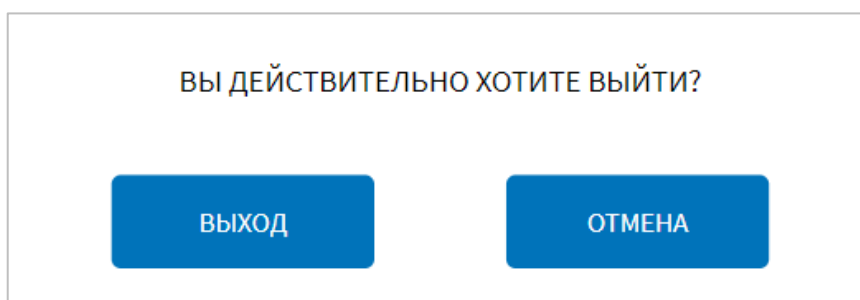 ВЫ ДЕЙСТВИТЕЛЬНО ХОТИТЕ ВЫЙТИ?
ВЫХОД
ОТМЕНА